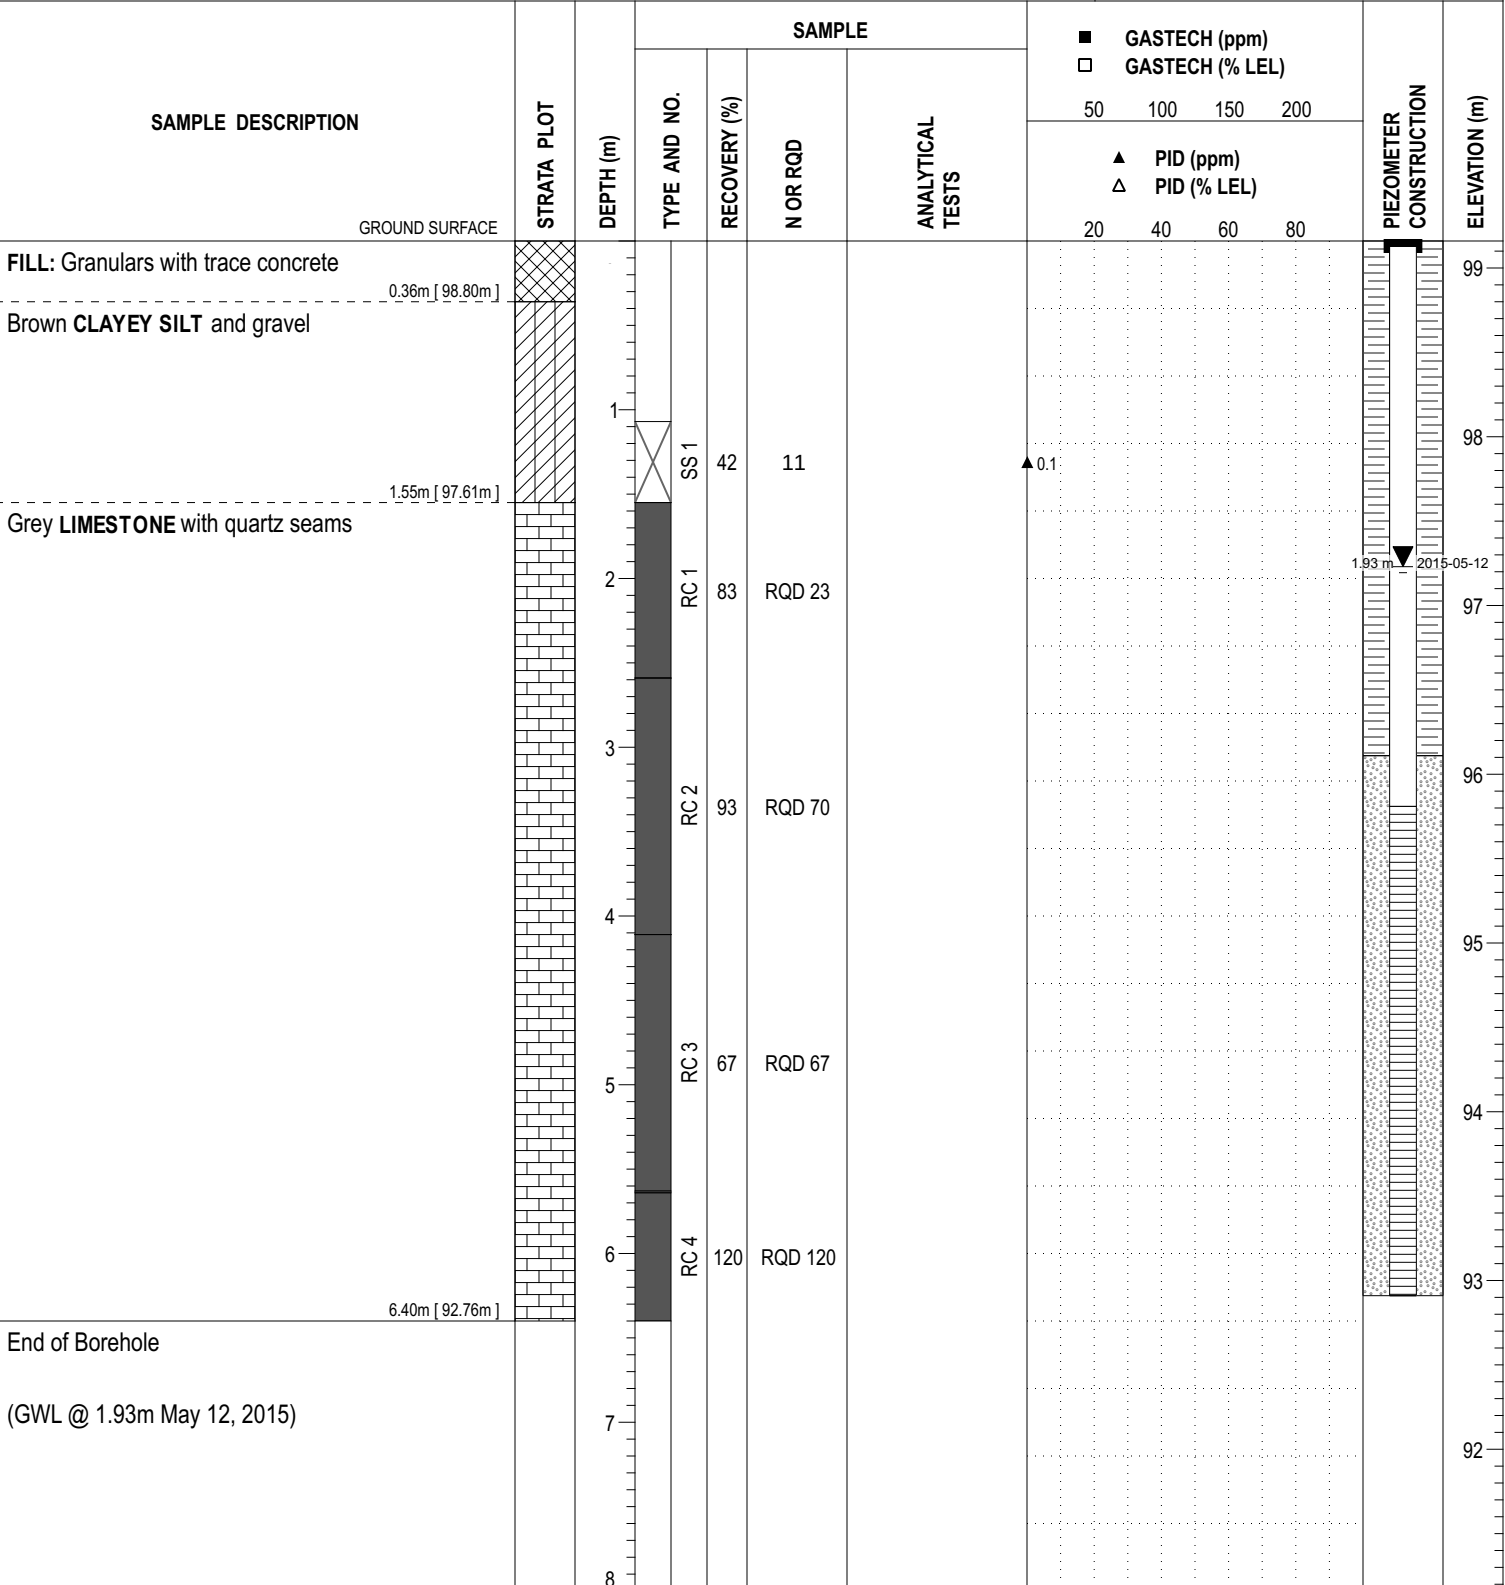 SAMPLE DESCRIPTION
GROUND SURFACE
STRATA PLOT
DEPTH (m)
SAMPLE
TYPE AND NO.
RECOVERY (%)
N OR RQD
ANALYTICAL
TESTS
■ GASTECH (ppm)
□ GASTECH (% LEL)
50 100 150 200
▲ PID (ppm)
△ PID (% LEL)
20 40 60 80
PIEZOMETER
CONSTRUCTION
ELEVATION (m)
FILL: Granulars with trace concrete
0.36m [ 98.80m ]
99
Brown CLAYEY SILT and gravel
1
98
SS 1 42 11
▲ 0.1
1.55m [ 97.61m ]
Grey LIMESTONE with quartz seams
1.93 m 2015-05-12
2
RC 1 83 RQD 23
97
3
96
RC 2 93 RQD 70
4
95
RC 3 67 RQD 67
5
94
6
RC 4 120 RQD 120
93
6.40m [ 92.76m ]
End of Borehole
(GWL @ 1.93m May 12, 2015)
7
92
8